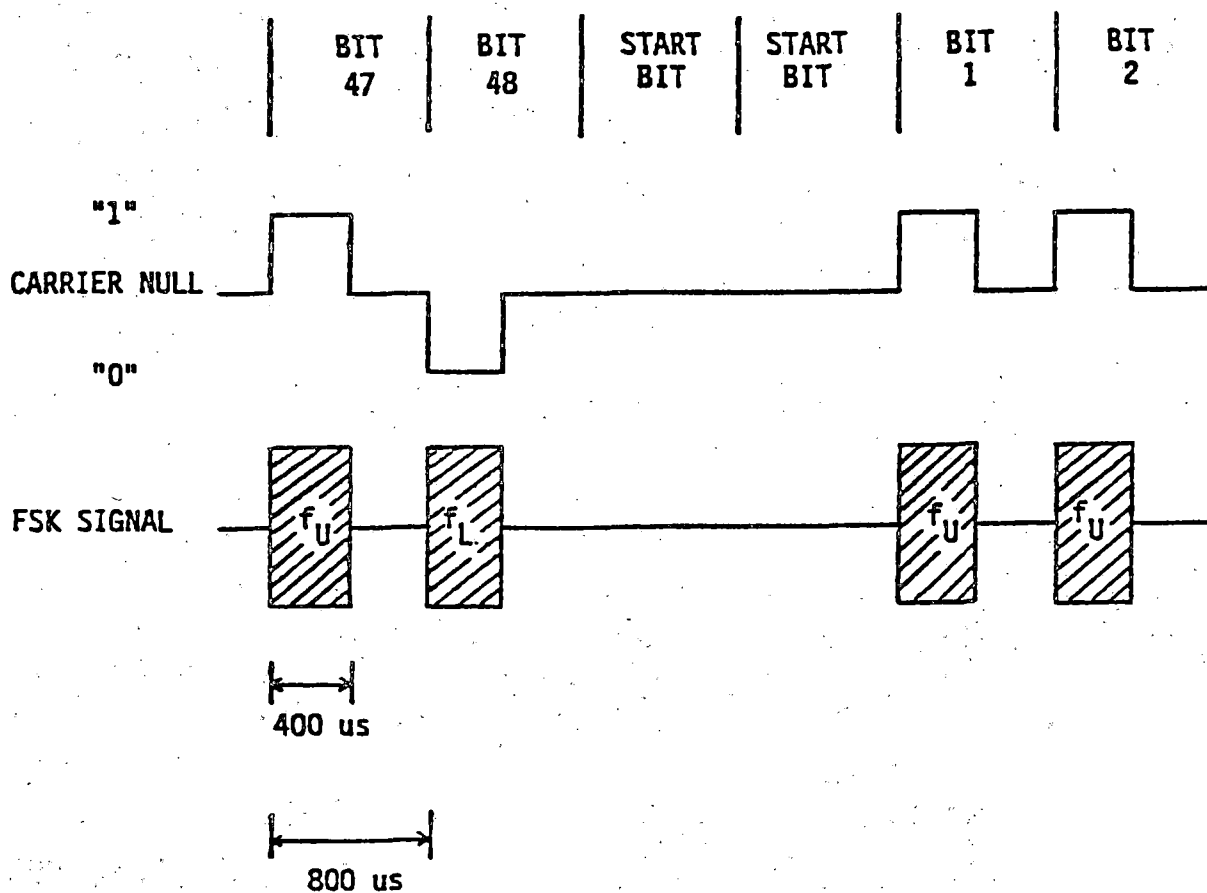 BIT 47
BIT 48
START BIT
START BIT
BIT 1
BIT 2
"1"
CARRIER NULL
"0"
FSK SIGNAL
fU
fL
fU
fU
400 us
800 us